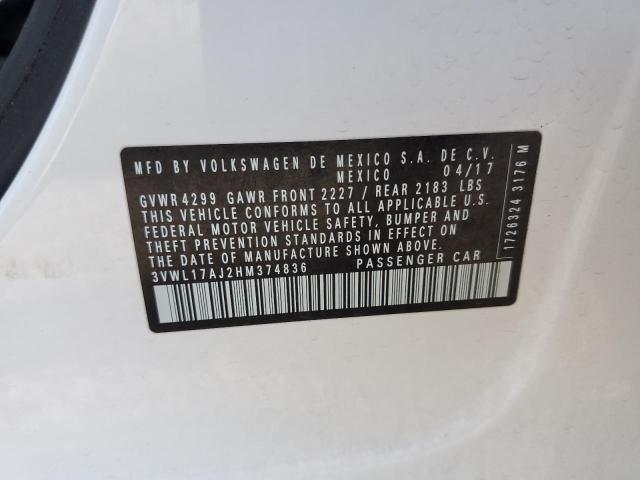 MFD BY VOLKSWAGEN DE MEXICO S.A. DE C.V.
MEXICO 04/17
GVWR 4299 GAWR FRONT 2227 / REAR 2183 LBS
THIS VEHICLE CONFORMS TO ALL APPLICABLE U.S.
FEDERAL MOTOR VEHICLE SAFETY, BUMPER AND
THEFT PREVENTION STANDARDS IN EFFECT ON
THE DATE OF MANUFACTURE SHOWN ABOVE.
3VWL17AJ2HM374836 PASSENGER CAR
1726324 3176 M